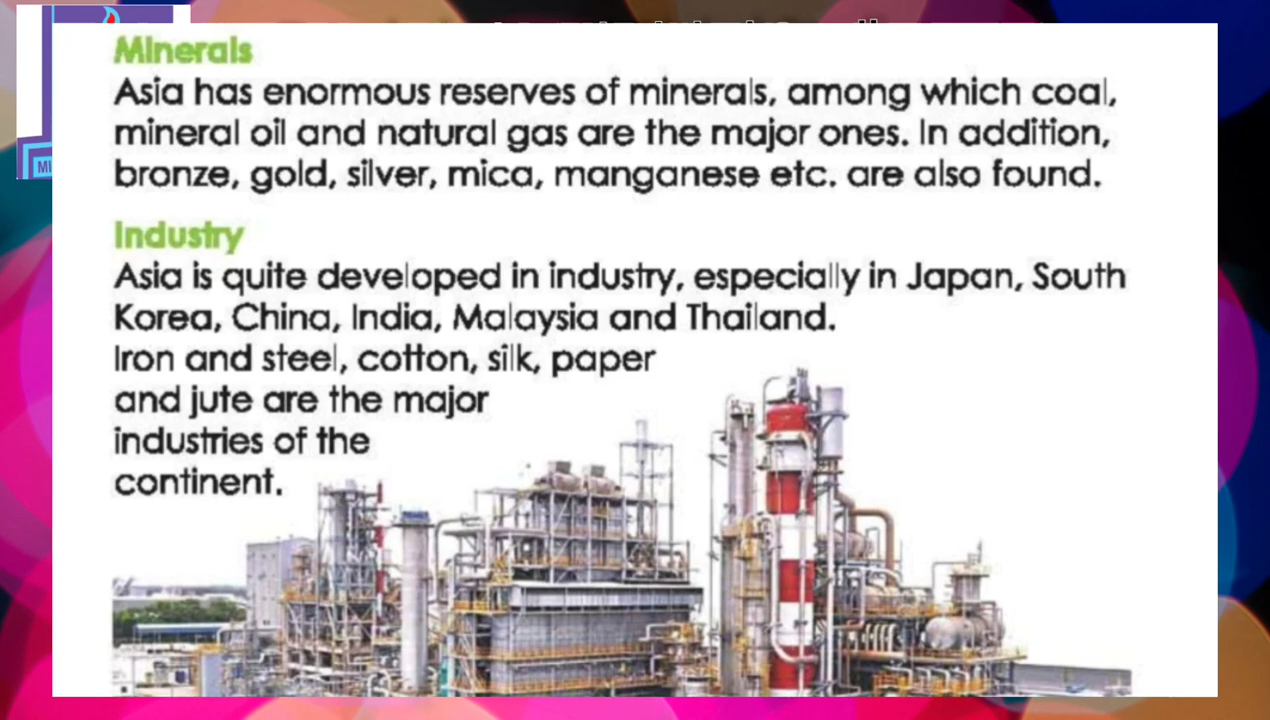 Minerals
Asia has enormous reserves of minerals, among which coal,
mineral oil and natural gas are the major ones. In addition,
bronze, gold, silver, mica, manganese etc. are also found.
Industry
Asia is quite developed in industry, especially in Japan, South
Korea, China, India, Malaysia and Thailand.
Iron and steel, cotton, silk, paper
and jute are the major
industries of the
continent.
MI